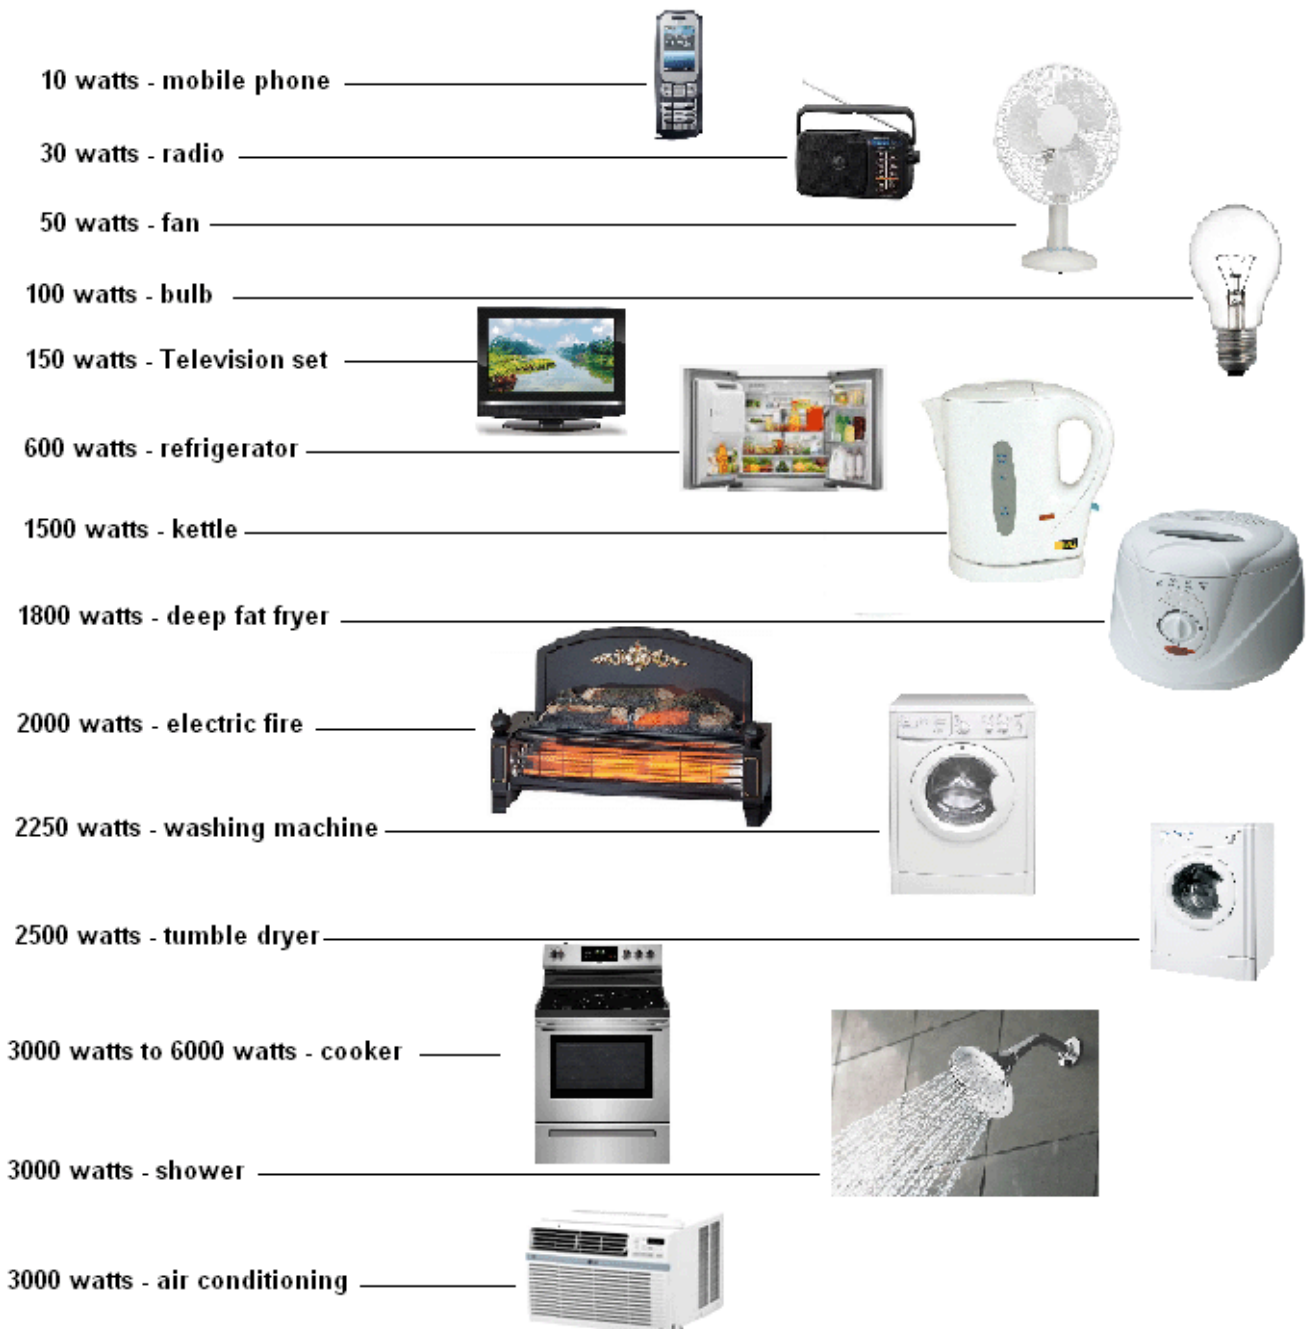 10 watts - mobile phone
30 watts - radio
50 watts - fan
100 watts - bulb
150 watts - Television set
600 watts - refrigerator
1500 watts - kettle
1800 watts - deep fat fryer
2000 watts - electric fire
2250 watts - washing machine
2500 watts - tumble dryer
3000 watts to 6000 watts - cooker
3000 watts - shower
3000 watts - air conditioning